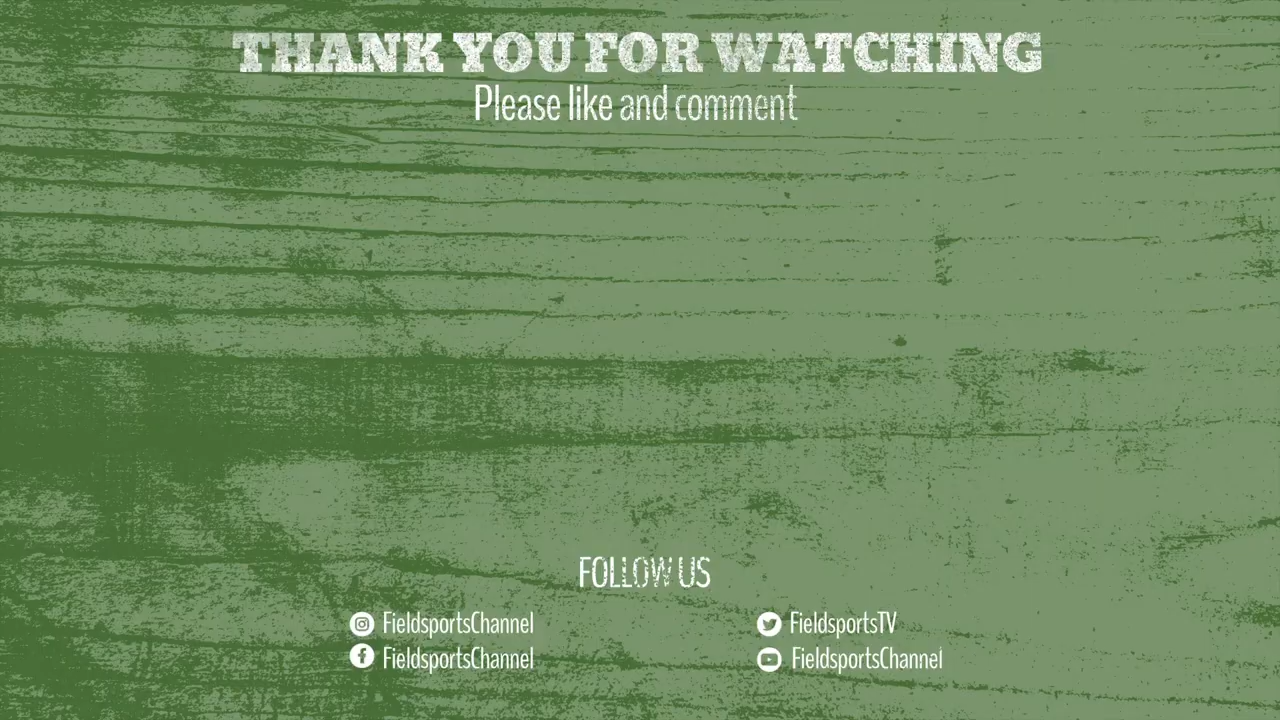 THANK YOU FOR WATCHING
Please like and comment
FOLLOW US
FieldsportsChannel
FieldsportsTV
FieldsportsChannel
FieldsportsChannel